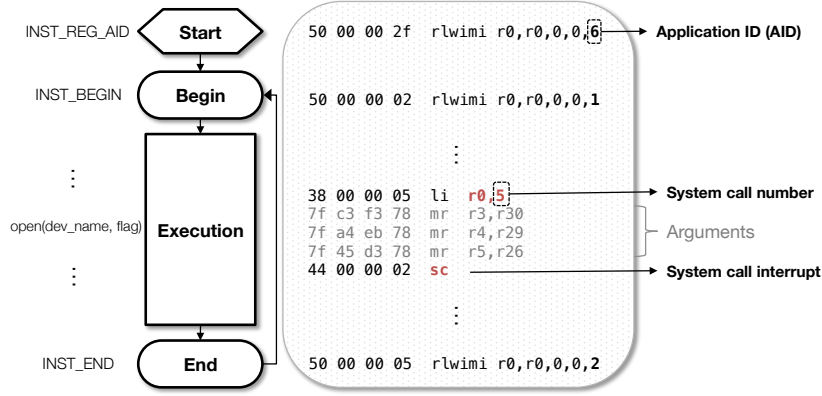 INST_REG_AID Start 50 00 00 2f rlwimi r0,r0,0,0,6 Application ID (AID)
INST_BEGIN Begin 50 00 00 02 rlwimi r0,r0,0,0,1
⋮
⋮ 38 00 00 05 li r0,5 System call number
7f c3 f3 78 mr r3,r30
open(dev_name, flag) Execution 7f a4 eb 78 mr r4,r29 Arguments
7f 45 d3 78 mr r5,r26
⋮ 44 00 00 02 sc System call interrupt
⋮
INST_END End 50 00 00 05 rlwimi r0,r0,0,0,2